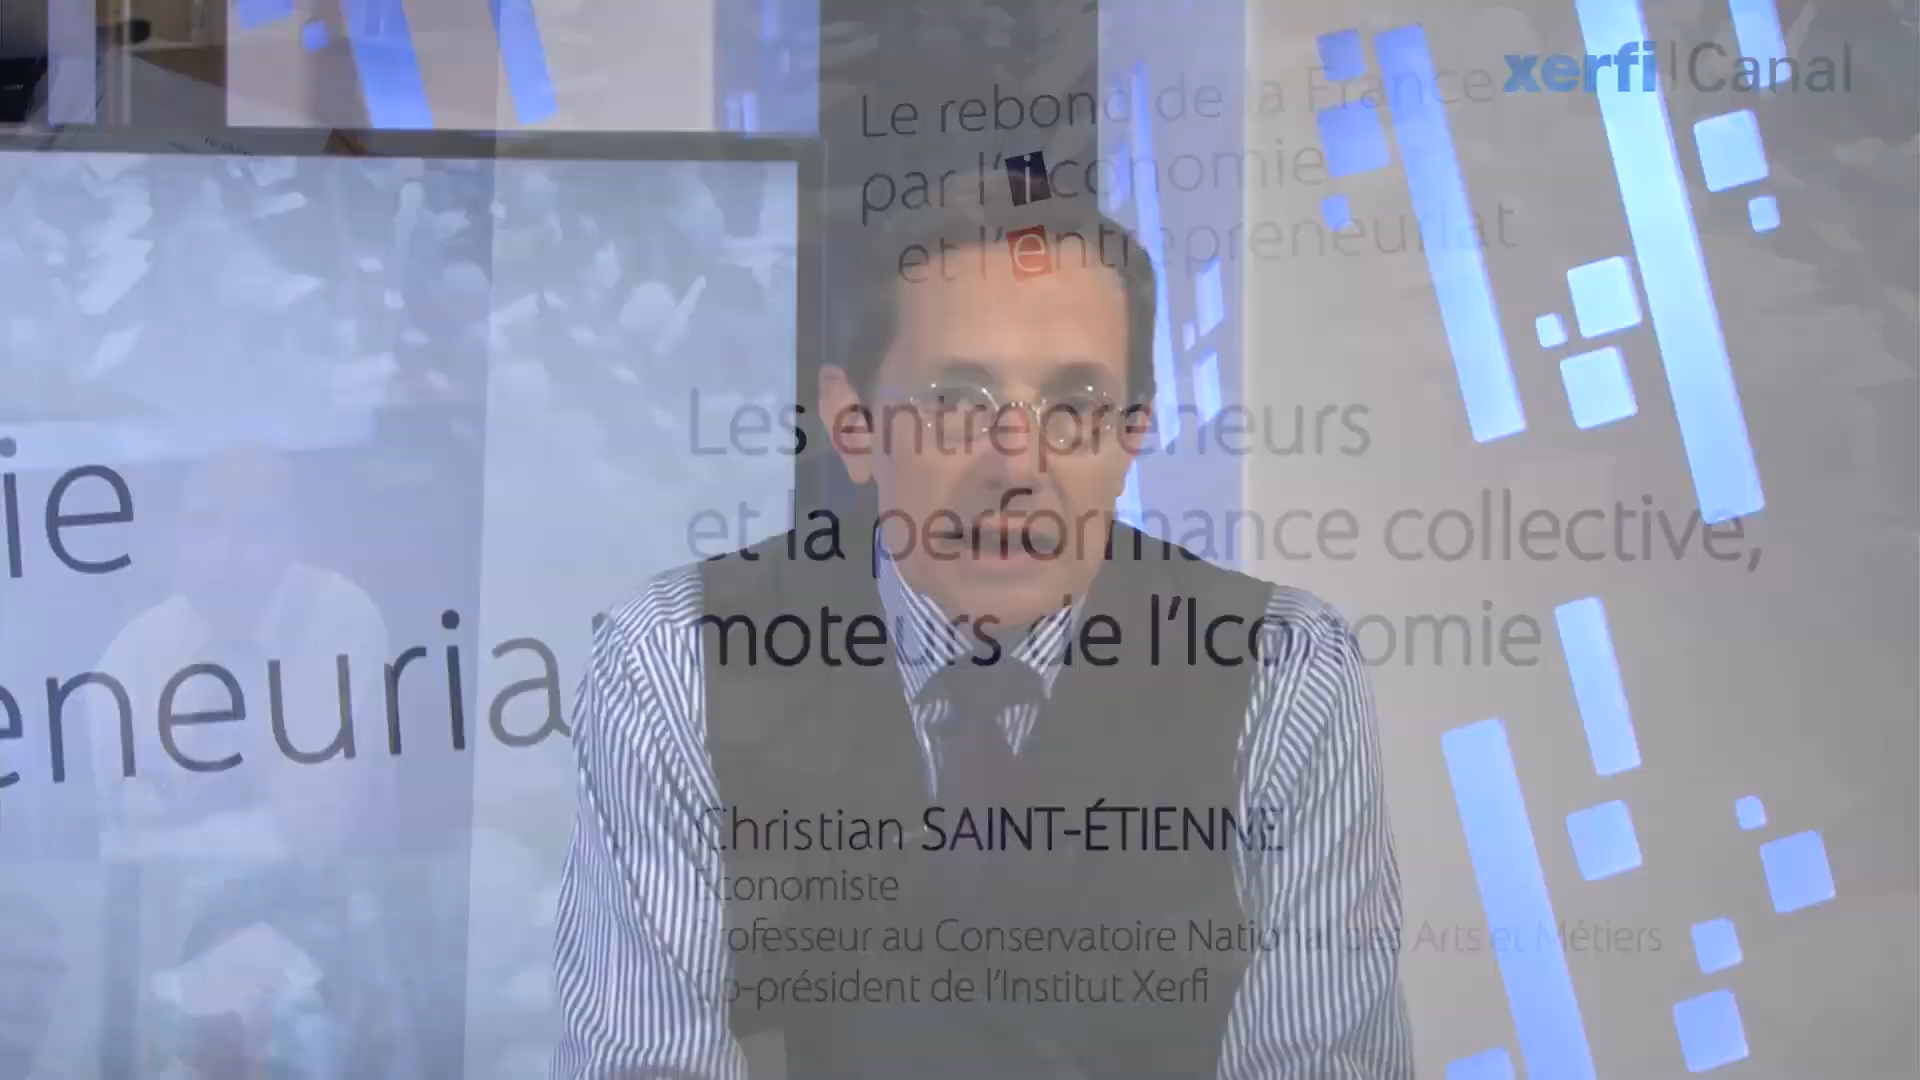 xerfi Canal
Le rebond de la France
par l'iconomie
et l'entrepreneuriat
ie
eneuria
Les entrepreneurs
et la performance collective,
moteurs de l'Iconomie
Christian SAINT-ÉTIENNE
Économiste
Professeur au Conservatoire National des Arts et Métiers
Co-président de l'Institut Xerfi